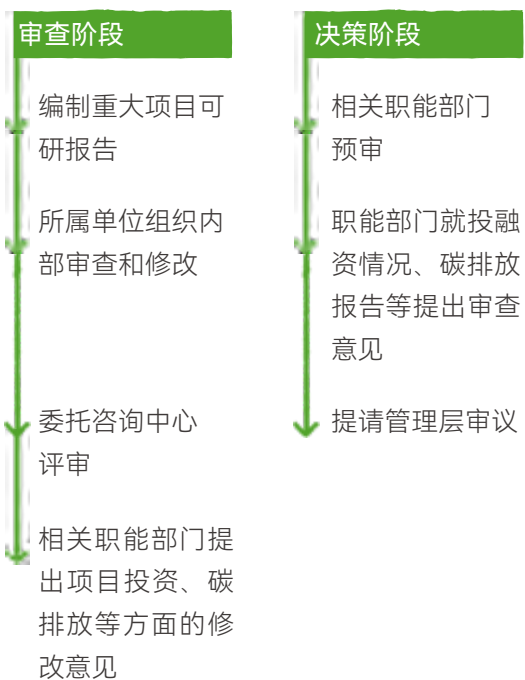 审查阶段
编制重大项目可
研报告
所属单位组织内
部审查和修改
委托咨询中心
评审
相关职能部门提
出项目投资、碳
排放等方面的修
改意见
决策阶段
相关职能部门
预审
职能部门就投融
资情况、碳排放
报告等提出审查
意见
提请管理层审议